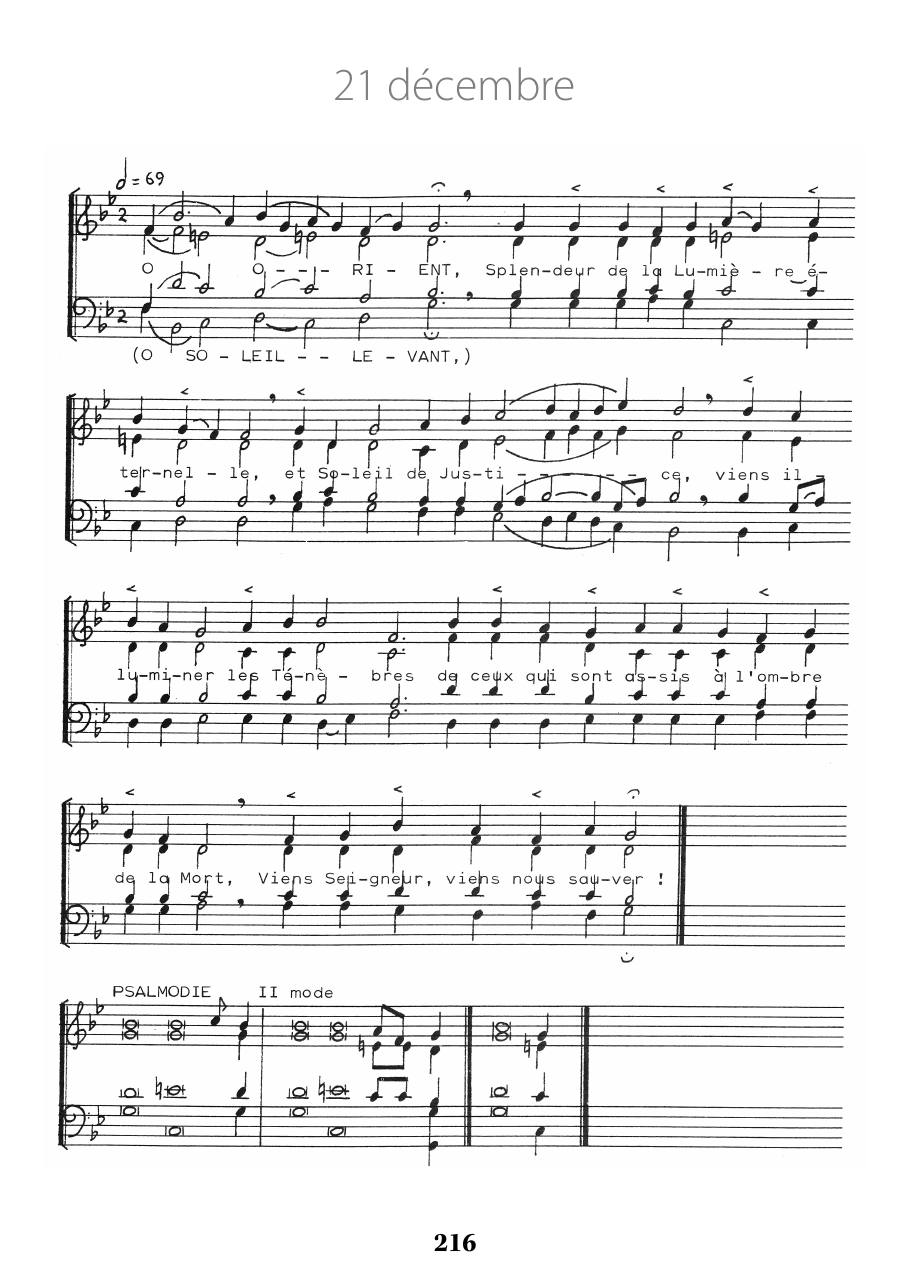 21 décembre
= 69
2
O O - - - RI - ENT, Splen-deur de la Lu-miè - re é-
2
(O SO - LEIL - - LE - VANT,)
ter-nel - le, et So-leil de Jus-ti - - - - - - - ce, viens il -
lu-mi-ner les Té-nè - bres de ceux qui sont as-sis à l'om-bre
de la Mort, Viens Sei-gneur, viens nous sau-ver !
PSALMODIE II mode
216